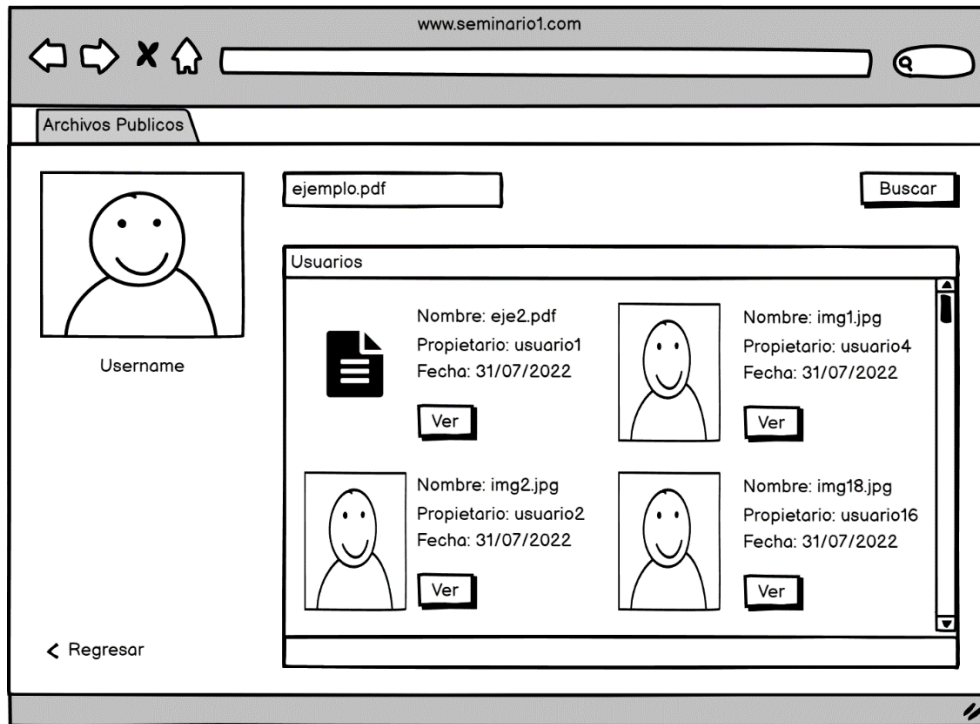 www.seminario1.com
Archivos Publicos
ejemplo.pdf
Buscar
Username
Usuarios
Nombre: eje2.pdf
Propietario: usuario1
Fecha: 31/07/2022
Ver
Nombre: img1.jpg
Propietario: usuario4
Fecha: 31/07/2022
Ver
Nombre: img2.jpg
Propietario: usuario2
Fecha: 31/07/2022
Ver
Nombre: img18.jpg
Propietario: usuario16
Fecha: 31/07/2022
Ver
Regresar